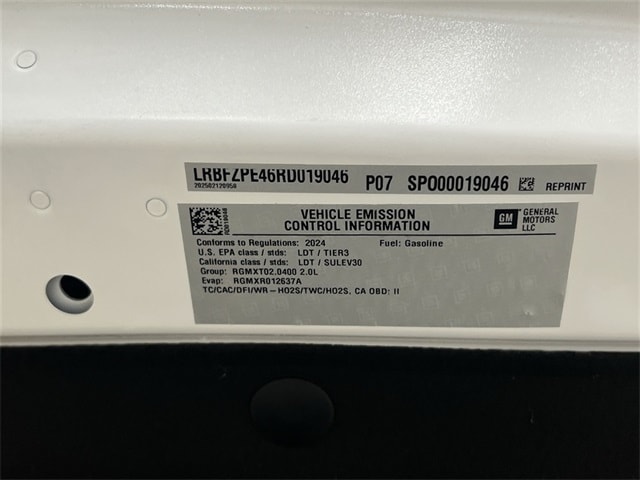 LRBFZPE46RD019046 P07 SPO00019046 REPRINT
202502120950
VEHICLE EMISSION
CONTROL INFORMATION
GM GENERAL
MOTORS
LLC
Conforms to Regulations: 2024 Fuel: Gasoline
U.S. EPA class / stds: LDT / TIER3
California class / stds: LDT / SULEV30
Group: RGMXT02.0400 2.0L
Evap: RGMXR012637A
TC/CAC/DFI/WR-HO2S/TWC/HO2S, CA OBD: II